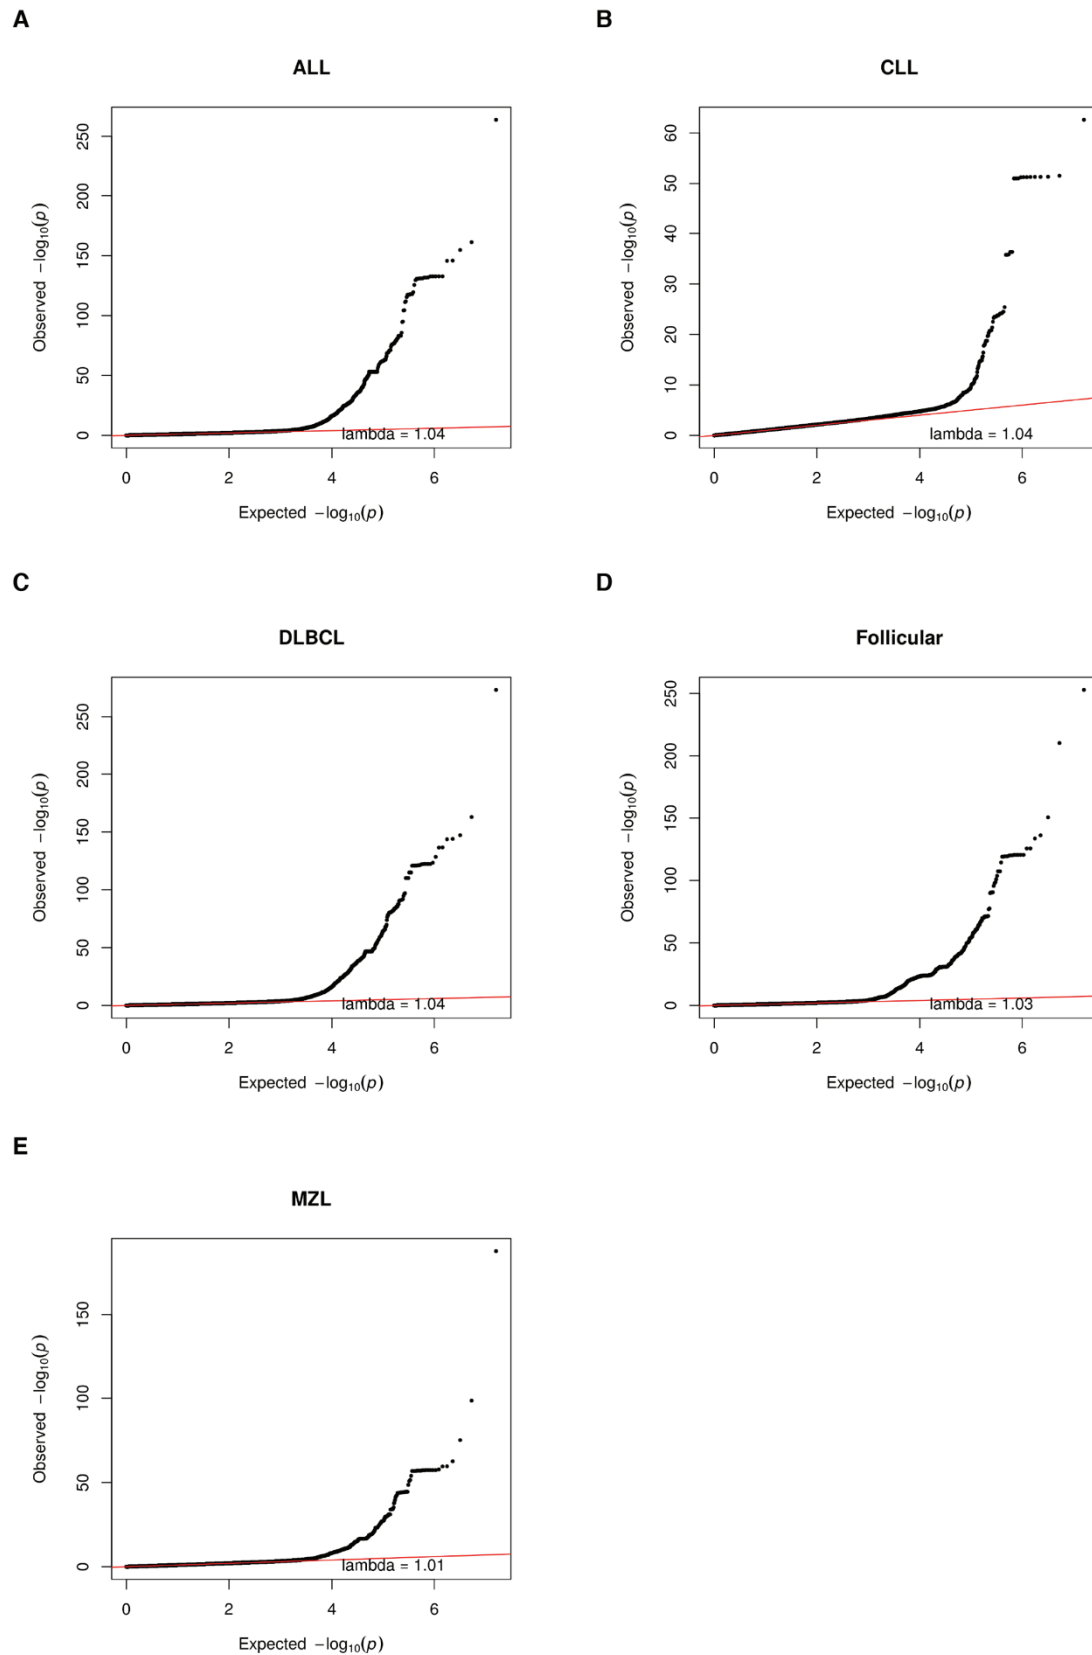 A
ALL
Observed −log10(p)
0 50 100 150 200 250
lambda = 1.04
0 2 4 6
Expected −log10(p)
B
CLL
Observed −log10(p)
0 10 20 30 40 50 60
lambda = 1.04
0 2 4 6
Expected −log10(p)
C
DLBCL
Observed −log10(p)
0 50 100 150 200 250
lambda = 1.04
0 2 4 6
Expected −log10(p)
D
Follicular
Observed −log10(p)
0 50 100 150 200 250
lambda = 1.03
0 2 4 6
Expected −log10(p)
E
MZL
Observed −log10(p)
0 50 100 150
lambda = 1.01
0 2 4 6
Expected −log10(p)